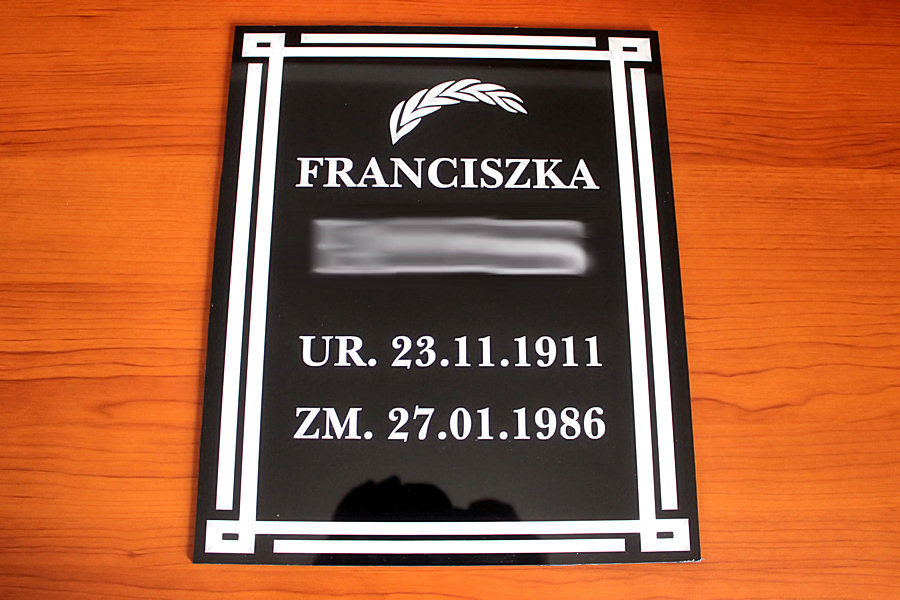 FRANCISZKA
UR. 23.11.1911
ZM. 27.01.1986